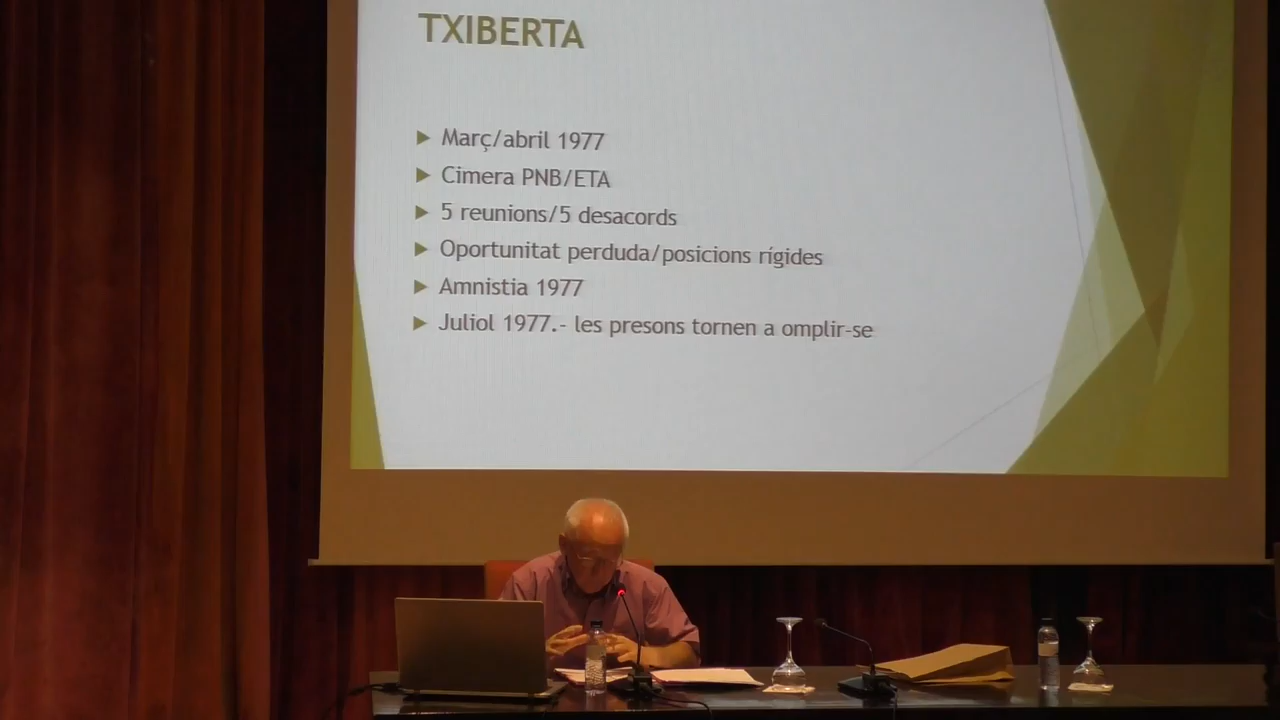 TXIBERTA
Març/abril 1977
Cimera PNB/ETA
5 reunions/5 desacords
Oportunitat perduda/posicions rígides
Amnistia 1977
Juliol 1977.- les presons tornen a omplir-se